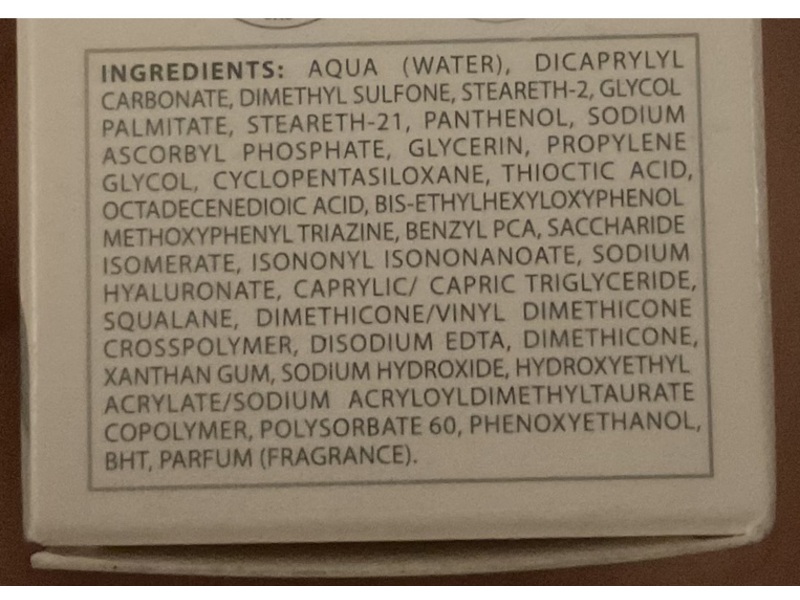 INGREDIENTS: AQUA (WATER), DICAPRYLYL
CARBONATE, DIMETHYL SULFONE, STEARETH-2, GLYCOL
PALMITATE, STEARETH-21, PANTHENOL, SODIUM
ASCORBYL PHOSPHATE, GLYCERIN, PROPYLENE
GLYCOL, CYCLOPENTASILOXANE, THIOCTIC ACID,
OCTADECENEDIOIC ACID, BIS-ETHYLHEXYLOXYPHENOL
METHOXYPHENYL TRIAZINE, BENZYL PCA, SACCHARIDE
ISOMERATE, ISONONYL ISONONANOATE, SODIUM
HYALURONATE, CAPRYLIC/ CAPRIC TRIGLYCERIDE,
SQUALANE, DIMETHICONE/VINYL DIMETHICONE
CROSSPOLYMER, DISODIUM EDTA, DIMETHICONE,
XANTHAN GUM, SODIUM HYDROXIDE, HYDROXYETHYL
ACRYLATE/SODIUM ACRYLOYLDIMETHYLTAURATE
COPOLYMER, POLYSORBATE 60, PHENOXYETHANOL,
BHT, PARFUM (FRAGRANCE).